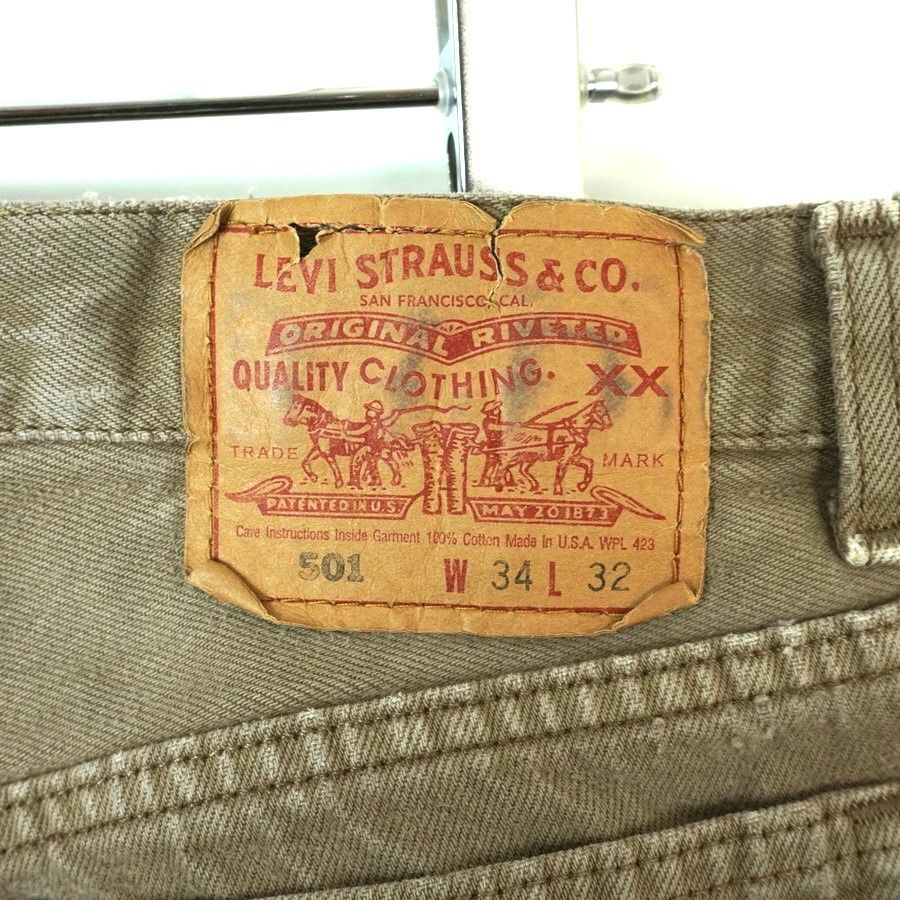 LEVI STRAUSS & CO.
SAN FRANCISCO, CAL.
ORIGINAL RIVETED
QUALITY CLOTHING. XX
TRADE MARK
PATENTED IN U.S. MAY 20 1873
Care Instructions Inside Garment 100% Cotton Made In U.S.A. WPL 423
501 W 34 L 32